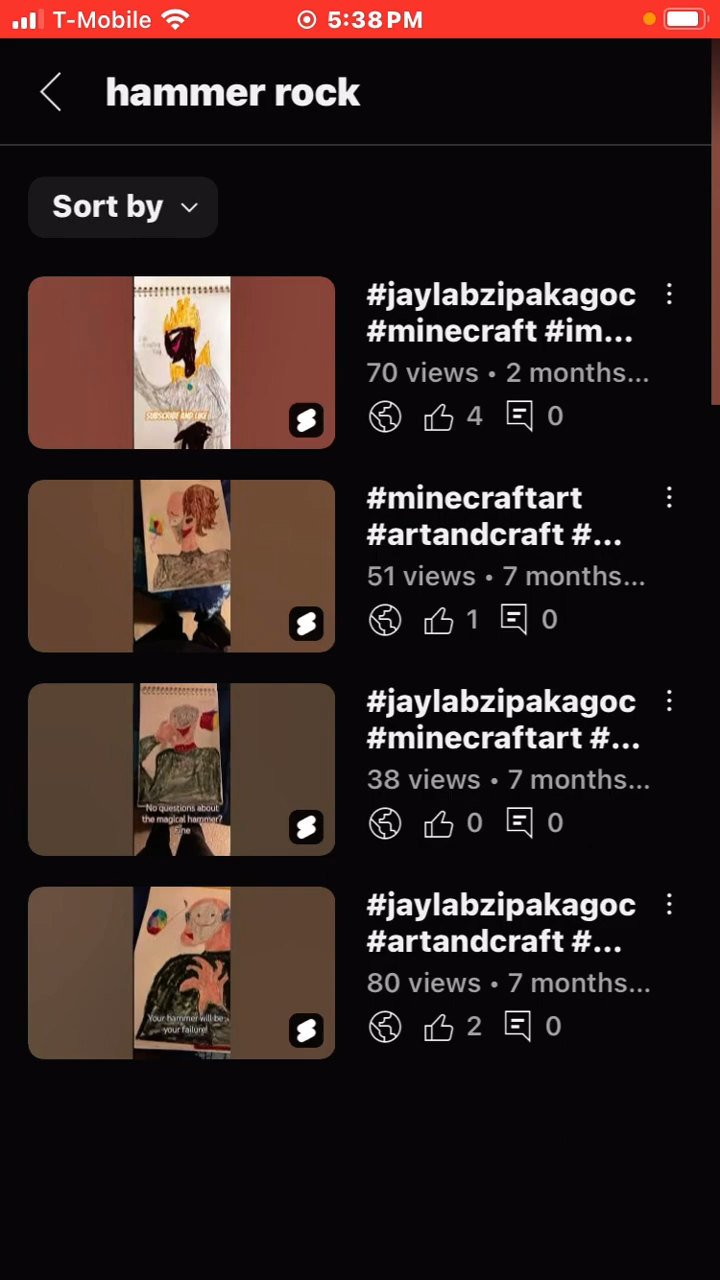 T-Mobile 5:38 PM
hammer rock
Sort by
#jaylabzipakagoc
#minecraft #im...
70 views • 2 months...
4 0
SUBSCRIBE AND LIKE
#minecraftart
#artandcraft #...
51 views • 7 months...
1 0
#jaylabzipakagoc
#minecraftart #...
38 views • 7 months...
0 0
No questions about
the magical hammer?
#jaylabzipakagoc
#artandcraft #...
80 views • 7 months...
2 0
Your hammer will be
your failure!